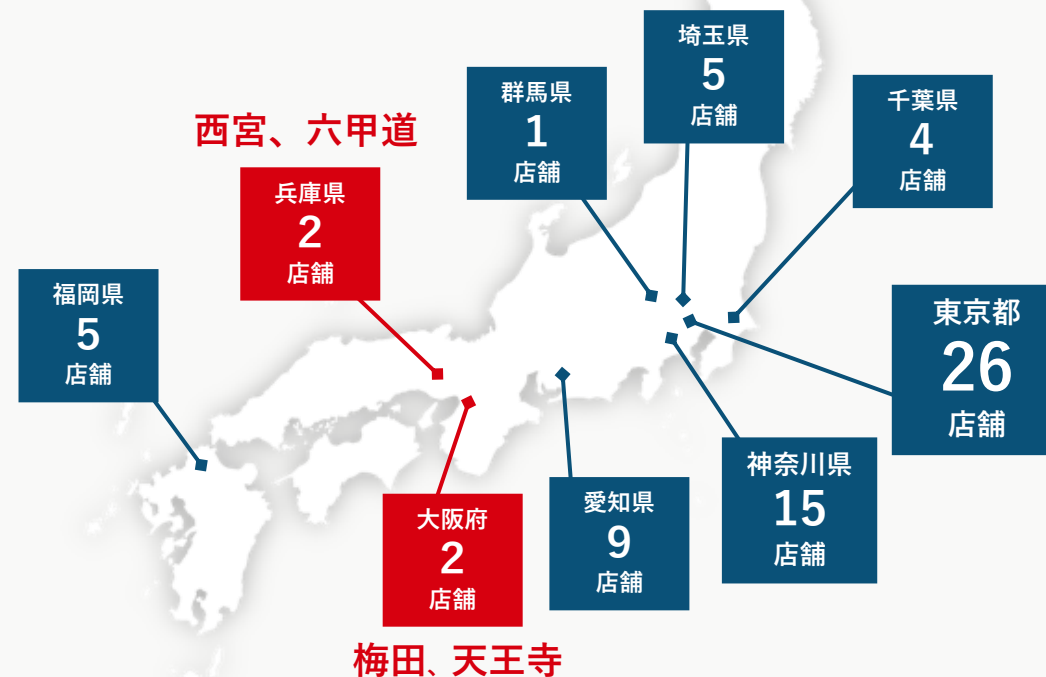 埼玉県
5
店舗
群馬県
1
店舗
千葉県
4
店舗
西宮、六甲道
兵庫県
2
店舗
福岡県
5
店舗
東京都
26
店舗
神奈川県
15
店舗
愛知県
9
店舗
大阪府
2
店舗
梅田、天王寺